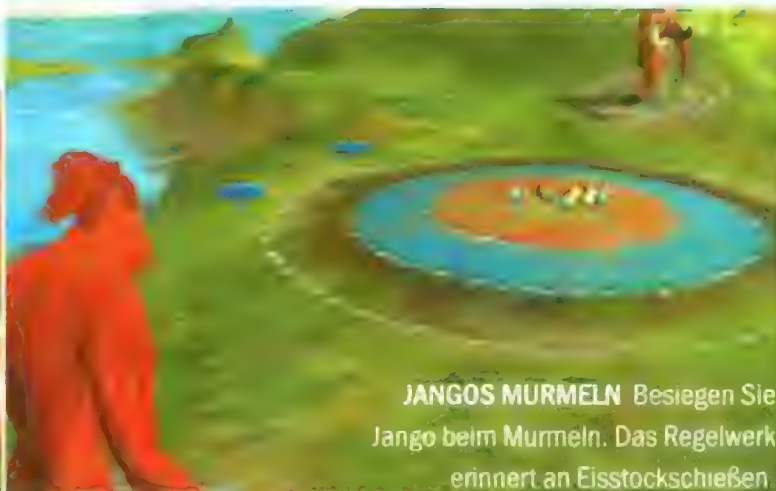 JANGOS MURMELN Besiegen Sie
Jango beim Murmeln. Das Regelwerk
erinnert an Eisstockschießen.